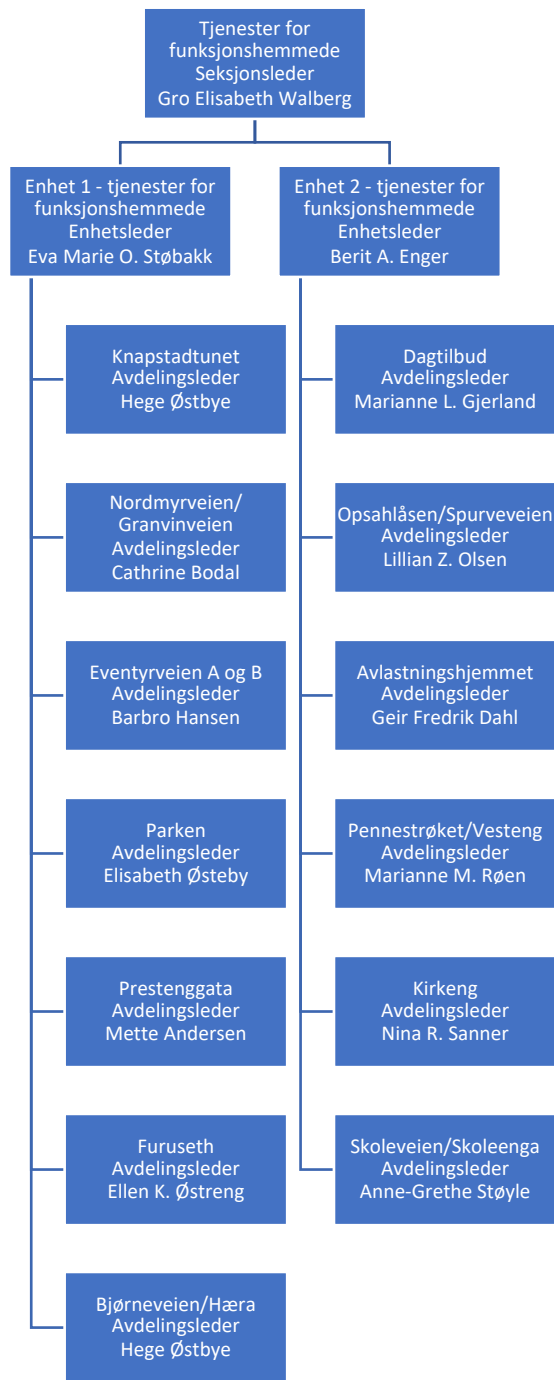 Tjenester for
funksjonshemmede
Seksjonsleder
Gro Elisabeth Walberg
Enhet 1 - tjenester for
funksjonshemmede
Enhetsleder
Eva Marie O. Støbakk
Knapstadtunet
Avdelingsleder
Hege Østbye
Nordmyrveien/
Granvinveien
Avdelingsleder
Cathrine Bodal
Eventyrveien A og B
Avdelingsleder
Barbro Hansen
Parken
Avdelingsleder
Elisabeth Østeby
Prestenggata
Avdelingsleder
Mette Andersen
Furuseth
Avdelingsleder
Ellen K. Østreng
Bjørneveien/Hæra
Avdelingsleder
Hege Østbye
Enhet 2 - tjenester for
funksjonshemmede
Enhetsleder
Berit A. Enger
Dagtilbud
Avdelingsleder
Marianne L. Gjerland
Opsahlåsen/Spurveveien
Avdelingsleder
Lillian Z. Olsen
Avlastningshjemmet
Avdelingsleder
Geir Fredrik Dahl
Pennestrøket/Vesteng
Avdelingsleder
Marianne M. Røen
Kirkeng
Avdelingsleder
Nina R. Sanner
Skoleveien/Skoleenga
Avdelingsleder
Anne-Grethe Støyle